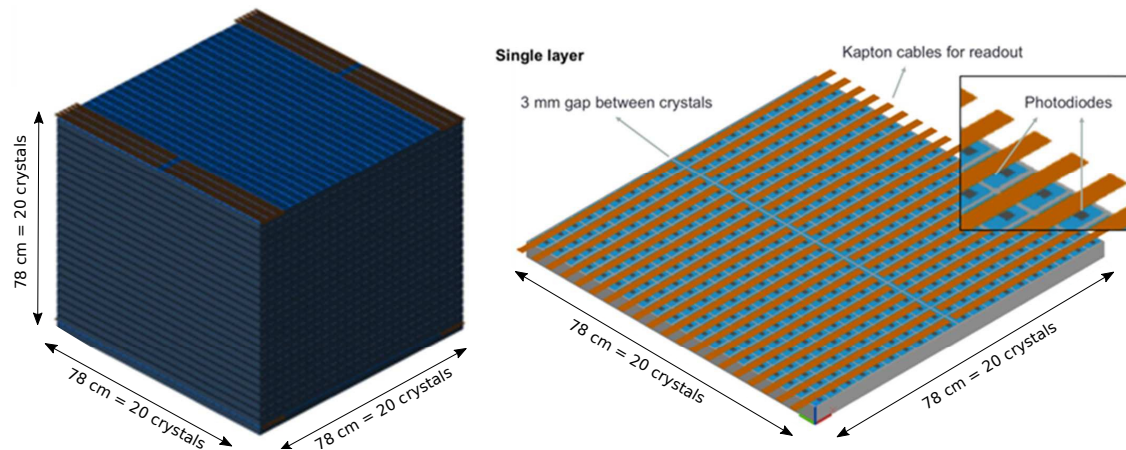 78 cm = 20 crystals
78 cm = 20 crystals
78 cm = 20 crystals
Single layer
Kapton cables for readout
3 mm gap between crystals
Photodiodes
78 cm = 20 crystals
78 cm = 20 crystals